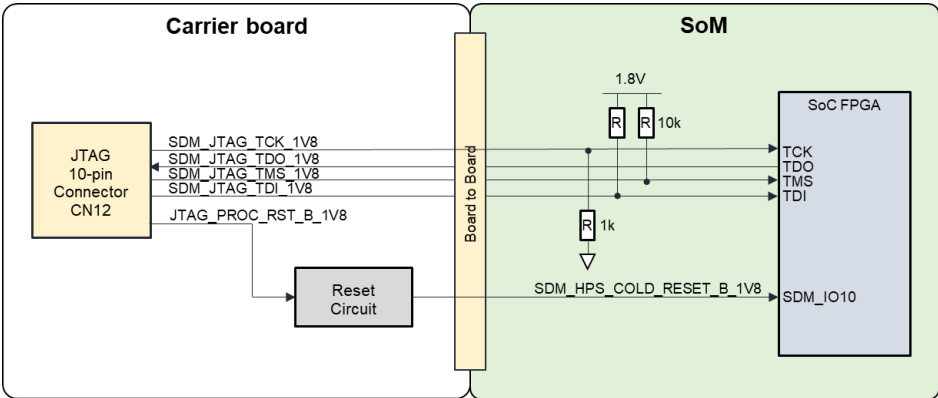 Carrier board
SoM
1.8V
SoC FPGA
R
R
10k
JTAG
10-pin
Connector
CN12
SDM_JTAG_TCK_1V8
SDM_JTAG_TDO_1V8
SDM_JTAG_TMS_1V8
SDM_JTAG_TDI_1V8
JTAG_PROC_RST_B_1V8
Board to Board
TCK
TDO
TMS
TDI
R
1k
Reset
Circuit
SDM_HPS_COLD_RESET_B_1V8
SDM_IO10